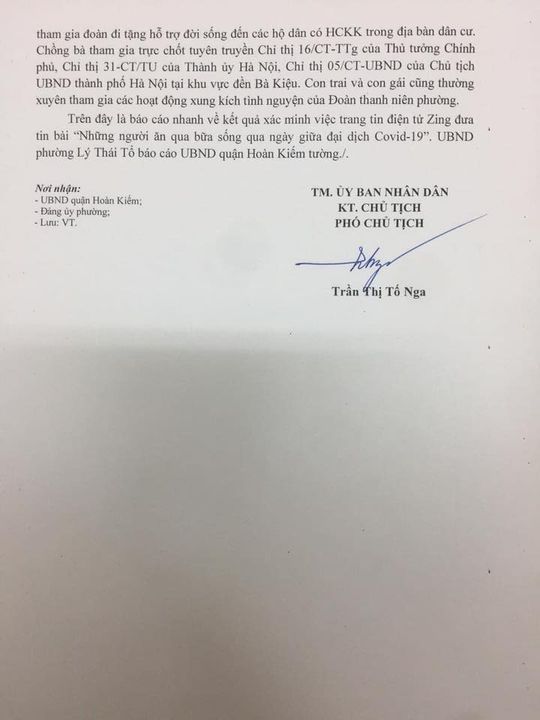 tham gia đoàn đi tặng hỗ trợ đời sống đến các hộ dân có HCKK trong địa bàn dân cư.
Chồng bà tham gia trực chốt tuyên truyền Chỉ thị 16/CT-TTg của Thủ tướng Chính
phủ, Chỉ thị 31-CT/TU của Thành ủy Hà Nội, Chỉ thị 05/CT-UBND của Chủ tịch
UBND thành phố Hà Nội tại khu vực đền Bà Kiệu. Con trai và con gái cũng thường
xuyên tham gia các hoạt động xung kích tình nguyện của Đoàn thanh niên phường.
Trên đây là báo cáo nhanh về kết quả xác minh việc trang tin điện tử Zing đưa
tin bài “Những người ăn qua bữa sống qua ngày giữa đại dịch Covid-19”. UBND
phường Lý Thái Tổ báo cáo UBND quận Hoàn Kiếm tường./.
Nơi nhận:
- UBND quận Hoàn Kiếm;
- Đảng ủy phường;
- Lưu: VT.
TM. ỦY BAN NHÂN DÂN
KT. CHỦ TỊCH
PHÓ CHỦ TỊCH
Trần Thị Tố Nga